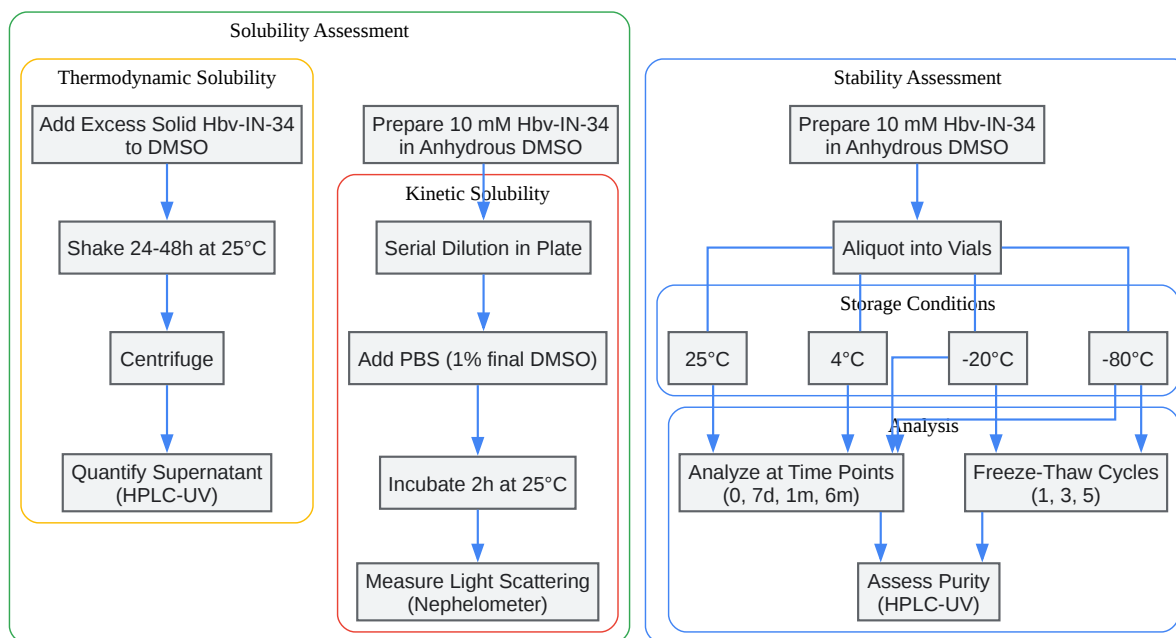 Solubility Assessment
Thermodynamic Solubility
Add Excess Solid Hbv-IN-34
to DMSO
Shake 24-48h at 25°C
Centrifuge
Quantify Supernatant
(HPLC-UV)
Prepare 10 mM Hbv-IN-34
in Anhydrous DMSO
Kinetic Solubility
Serial Dilution in Plate
Add PBS (1% final DMSO)
Incubate 2h at 25°C
Measure Light Scattering
(Nephelometer)
Stability Assessment
Prepare 10 mM Hbv-IN-34
in Anhydrous DMSO
Aliquot into Vials
Storage Conditions
25°C
4°C
-20°C
-80°C
Analysis
Analyze at Time Points
(0, 7d, 1m, 6m)
Freeze-Thaw Cycles
(1, 3, 5)
Assess Purity
(HPLC-UV)